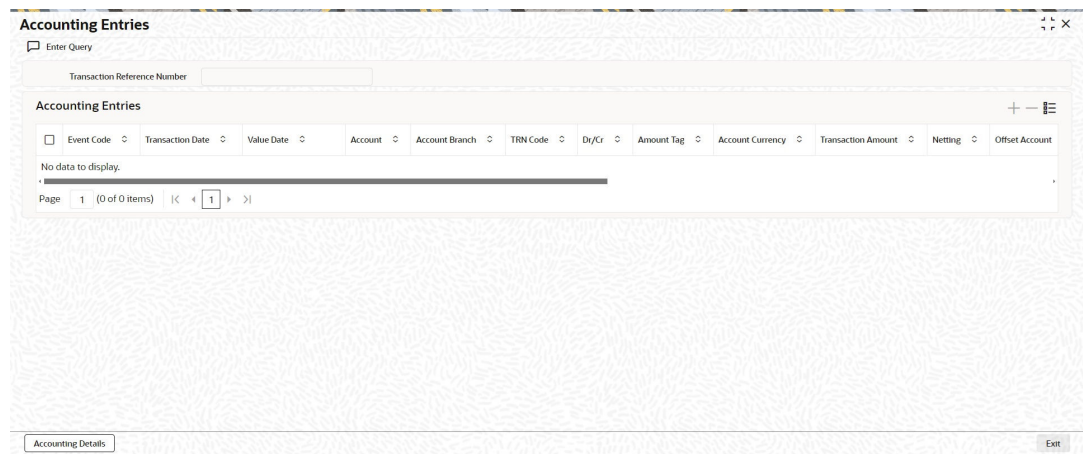 Accounting Entries
Enter Query
Transaction Reference Number
Accounting Entries
Event Code Transaction Date Value Date Account Account Branch TRN Code Dr/Cr Amount Tag Account Currency Transaction Amount Netting Offset Account
No data to display.
Page 1 (0 of 0 items) 1
Accounting Details Exit